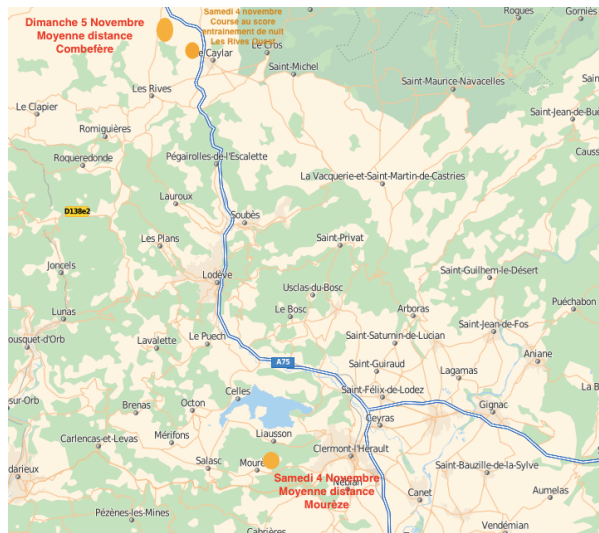 Dimanche 5 Novembre
Moyenne distance
Combefère
Samedi 4 novembre
Course au score
entrainement de nuit
Les Rives Ouest
Rogues
Gorniès
Le Cros
Le Caylar
Saint-Michel
Saint-Maurice-Navacelles
Les Rives
Le Clapier
Romiguières
Roqueredonde
Pégairolles-de-l'Escalette
La Vacquerie-et-Saint-Martin-de-Castries
D138e2
Lauroux
Soubès
Les Plans
Saint-Privat
Joncels
Lodève
Saint-Guilhem-le-Désert
Usclas-du-Bosc
Puéchabon
Lunas
Le Bosc
Arboras
Saint-Jean-de-Fos
Lavalette
Le Puech
Saint-Saturnin-de-Lucian
Aniane
A75
Saint-Guiraud
Lagamas
Celles
Saint-Félix-de-Lodez
Brenas
Octon
Ceyras
Gignac
Carlencas-et-Levas
Mérifons
Liausson
Clermont-l'Hérault
Salasc
Saint-Bauzille-de-la-Sylve
Samedi 4 Novembre
Moyenne distance
Mourèze
Nébian
Canet
Aumelas
Pézènes-les-Mines
Vendémian
Cabrières